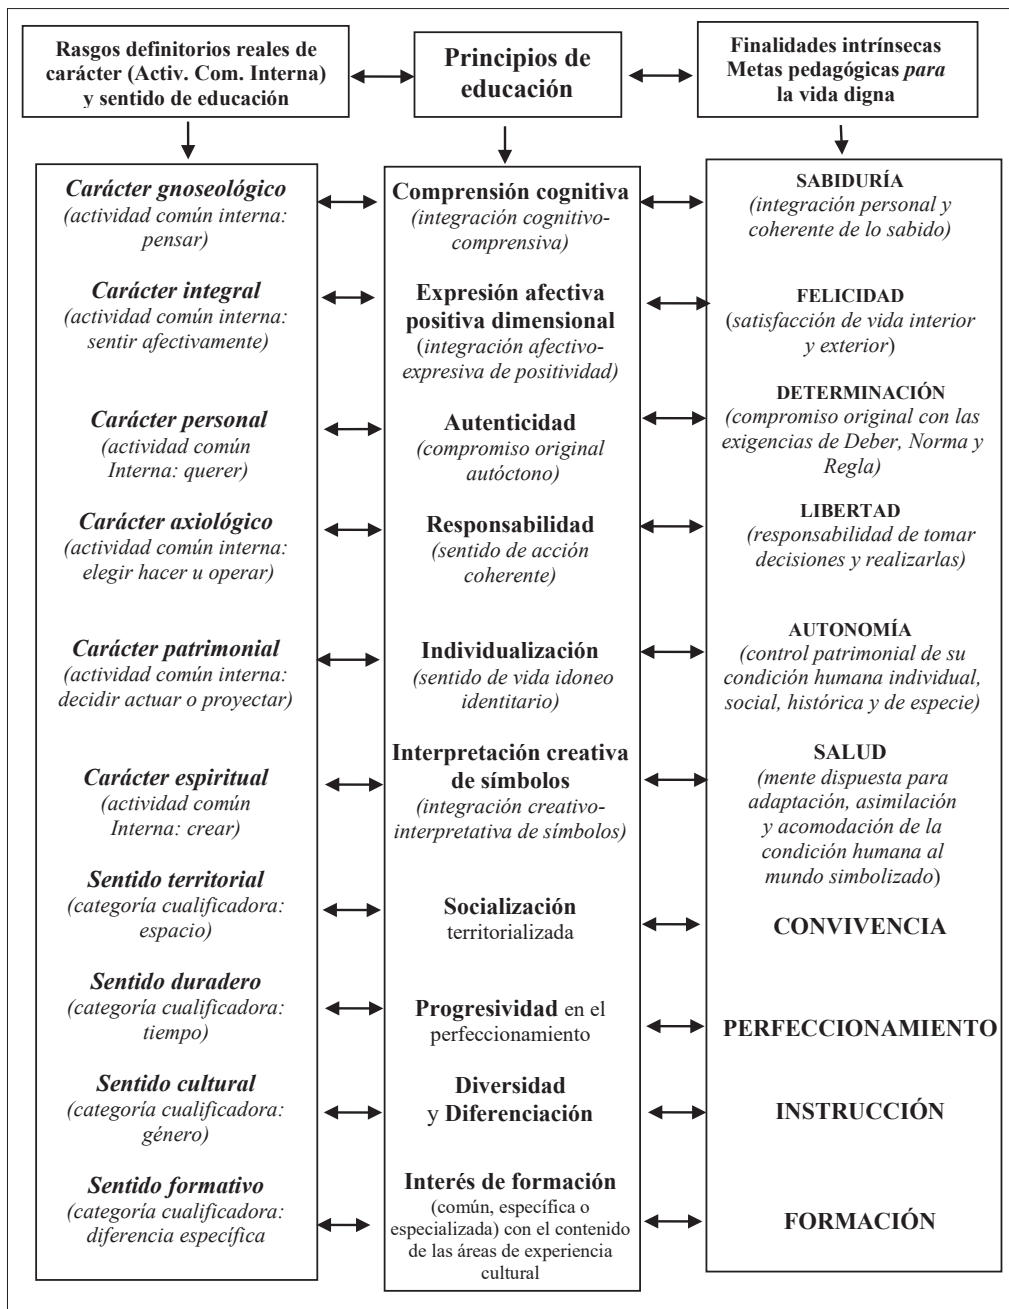 Rasgos definitorios reales de
carácter (Activ. Com. Interna)
y sentido de educación
Principios de
educación
Finalidades intrínsecas
Metas pedagógicas para
la vida digna
Carácter gnoseológico
(actividad común interna:
pensar)
Comprensión cognitiva
(integración cognitivo-
comprensiva)
SABIDURÍA
(integración personal y
coherente de lo sabido)
Carácter integral
(actividad común interna:
sentir afectivamente)
Expresión afectiva
positiva dimensional
(integración afectivo-
expresiva de positividad)
FELICIDAD
(satisfacción de vida interior
y exterior)
Carácter personal
(actividad común
Interna: querer)
Autenticidad
(compromiso original
autóctono)
DETERMINACIÓN
(compromiso original con las
exigencias de Deber, Norma y
Regla)
Carácter axiológico
(actividad común interna:
elegir hacer u operar)
Responsabilidad
(sentido de acción
coherente)
LIBERTAD
(responsabilidad de tomar
decisiones y realizarlas)
Carácter patrimonial
(actividad común interna:
decidir actuar o proyectar)
Individualización
(sentido de vida idoneo
identitario)
AUTONOMÍA
(control patrimonial de su
condición humana individual,
social, histórica y de especie)
Carácter espiritual
(actividad común
Interna: crear)
Interpretación creativa
de símbolos
(integración creativo-
interpretativa de símbolos)
SALUD
(mente dispuesta para
adaptación, asimilación
y acomodación de la
condición humana al
mundo simbolizado)
Sentido territorial
(categoría cualificadora:
espacio)
Socialización
territorializada
CONVIVENCIA
Sentido duradero
(categoría cualificadora:
tiempo)
Progresividad en el
perfeccionamiento
PERFECCIONAMIENTO
Sentido cultural
(categoría cualificadora:
género)
Diversidad
y Diferenciación
INSTRUCCIÓN
Sentido formativo
(categoría cualificadora:
diferencia específica
Interés de formación
(común, específica o
especializada) con el contenido
de las áreas de experiencia
cultural
FORMACIÓN